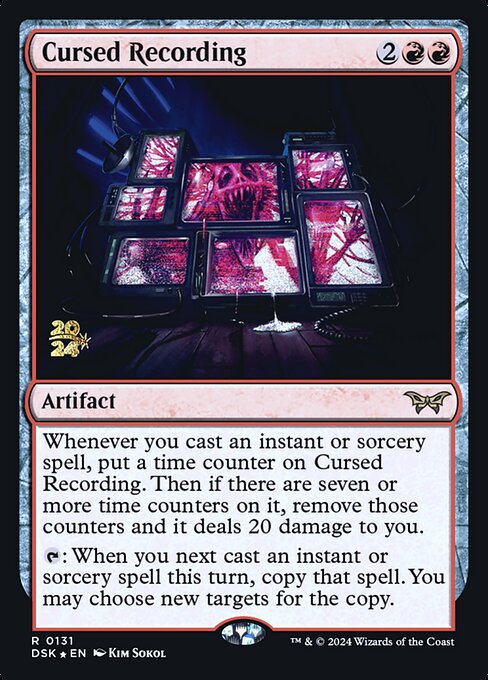 Cursed Recording 2
20
24
Artifact
Whenever you cast an instant or sorcery
spell, put a time counter on Cursed
Recording. Then if there are seven or
more time counters on it, remove those
counters and it deals 20 damage to you.
: When you next cast an instant or
sorcery spell this turn, copy that spell. You
may choose new targets for the copy.
R 0131
DSK ★ EN Kim Sokol
™ & © 2024 Wizards of the Coast